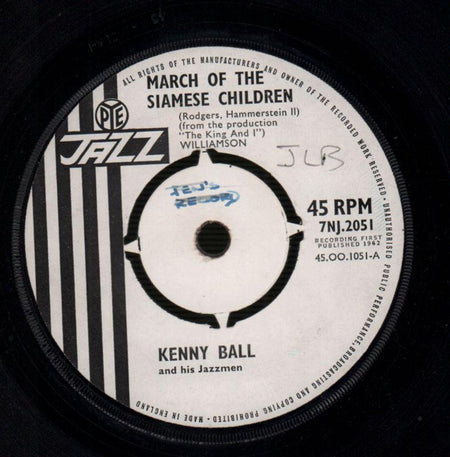 ALL RIGHTS OF THE MANUFACTURERS AND OWNER OF THE RECORDED WORK RESERVED · UNAUTHORISED PUBLIC PERFORMANCE, BROADCASTING AND COPYING PROHIBITED · MADE IN ENGLAND
MARCH OF THE
SIAMESE CHILDREN
(Rodgers, Hammerstein II)
(from the production
"The King And I")
WILLIAMSON
PYE
JAZZ
JLB
45 RPM
7NJ.2051
RECORDING FIRST
PUBLISHED 1962
45.OO.1051-A
RECORD
KENNY BALL
and his Jazzmen